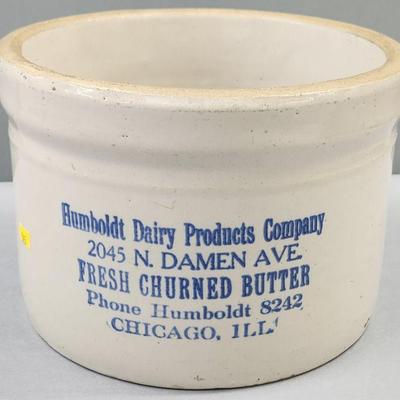 Humboldt Dairy Products Company
2045 N. DAMEN AVE.
FRESH CHURNED BUTTER
Phone Humboldt 8242
CHICAGO, ILL.